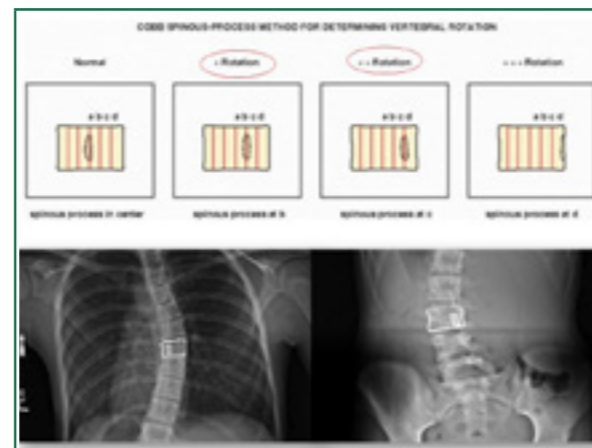 COBB SPINOUS-PROCESS METHOD FOR DETERMINING VERTEBRAL ROTATION
Normal
+ Rotation
+ + Rotation
+ + + Rotation
a b c d
a b c d
a b c d
a b c d
spinous process in center
spinous process at b
spinous process at c
spinous process at d